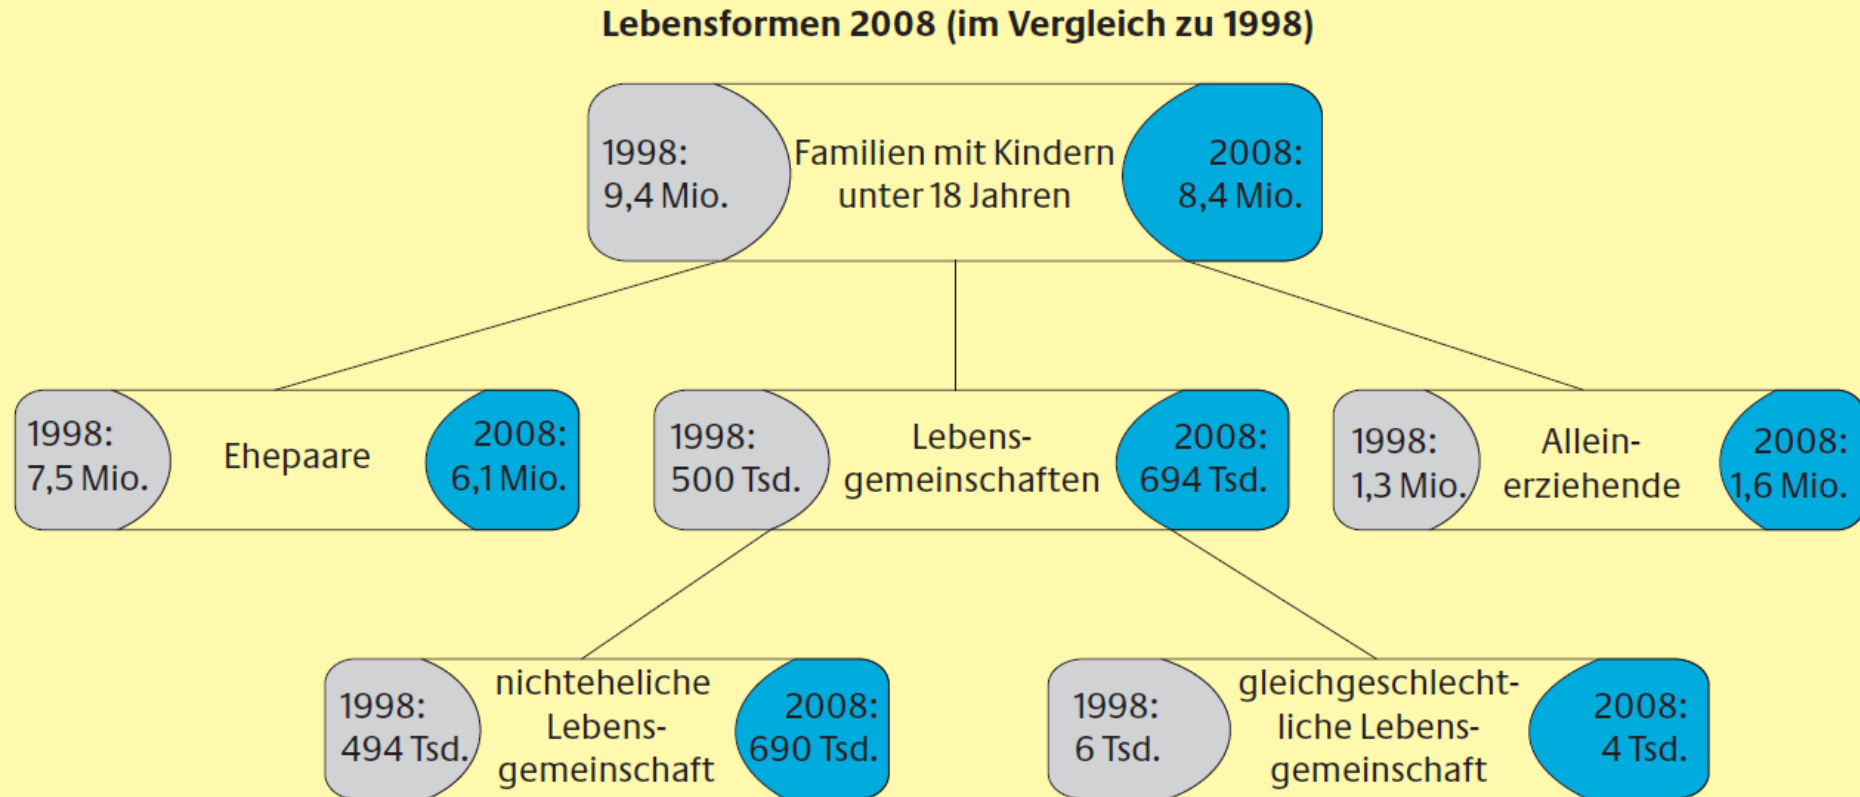 Lebensformen 2008 (im Vergleich zu 1998)
1998:
9,4 Mio.
Familien mit Kindern
unter 18 Jahren
2008:
8,4 Mio.
1998:
7,5 Mio.
Ehepaare
2008:
6,1 Mio.
1998:
500 Tsd.
Lebens-
gemeinschaften
2008:
694 Tsd.
1998:
1,3 Mio.
Allein-
erziehende
2008:
1,6 Mio.
1998:
494 Tsd.
nichteheliche
Lebens-
gemeinschaft
2008:
690 Tsd.
1998:
6 Tsd.
gleichgeschlecht-
liche Lebens-
gemeinschaft
2008:
4 Tsd.